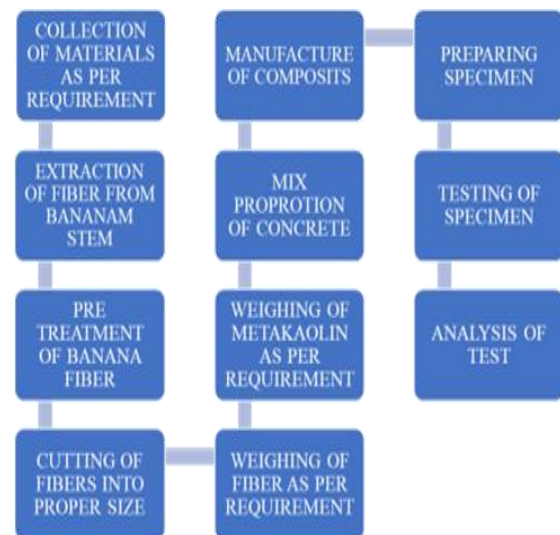 COLLECTION
OF MATERIALS
AS PER
REQUIREMENT
EXTRACTION
OF FIBER FROM
BANANAM
STEM
PRE
TREATMENT
OF BANANA
FIBER
CUTTING OF
FIBERS INTO
PROPER SIZE
WEIGHING OF
FIBER AS PER
REQUIREMENT
WEIGHING OF
METAKAOLIN
AS PER
REQUIREMENT
MIX
PROPROTION
OF CONCRETE
MANUFACTURE
OF COMPOSITS
PREPARING
SPECIMEN
TESTING OF
SPECIMEN
ANALYSIS OF
TEST